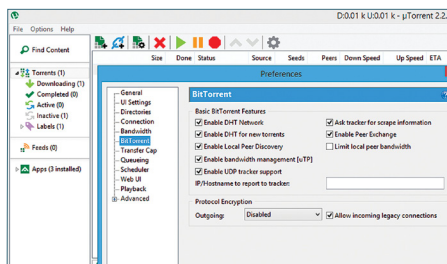 D:0.01 k U:0.01 k - µTorrent 2.2.
File Options Help
Find Content
Size Done Status Source Seeds Peers Down Speed Up Speed ETA
Torrents (1)
Downloading (1)
Completed (0)
Active (0)
Inactive (1)
Labels (1)
Feeds (0)
Apps (3 installed)
Preferences
General
UI Settings
Directories
Connection
Bandwidth
BitTorrent
Transfer Cap
Queueing
Scheduler
Web UI
Playback
Advanced
BitTorrent
Basic BitTorrent Features
Enable DHT Network Ask tracker for scrape information
Enable DHT for new torrents Enable Peer Exchange
Enable Local Peer Discovery Limit local peer bandwidth
Enable bandwidth management [uTP]
Enable UDP tracker support
IP/Hostname to report to tracker:
Protocol Encryption
Outgoing: Disabled Allow incoming legacy connections